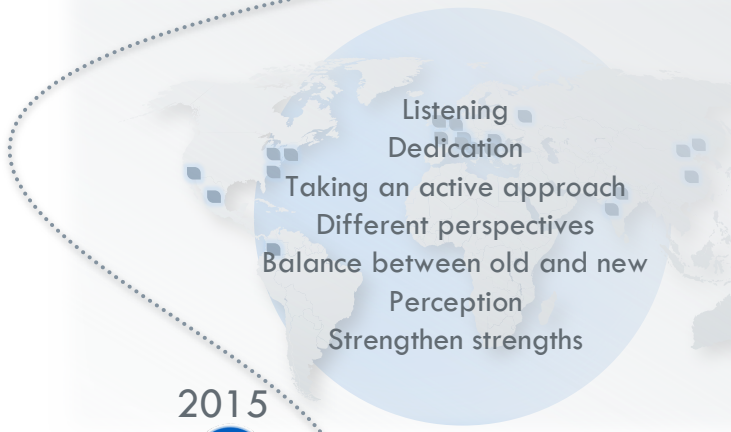 Listening
Dedication
Taking an active approach
Different perspectives
Balance between old and new
Perception
Strengthen strengths
2015